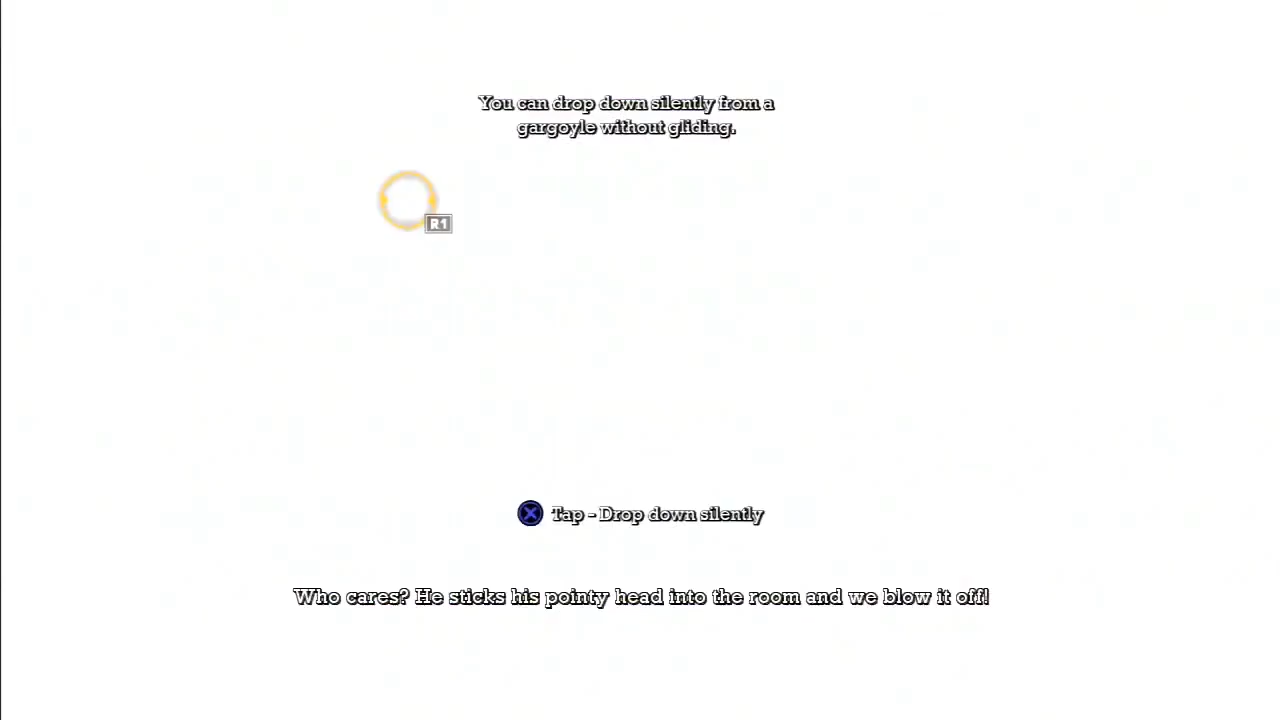 You can drop down silently from a
gargoyle without gliding.
R1
Tap - Drop down silently
Who cares? He sticks his pointy head into the room and we blow it off!